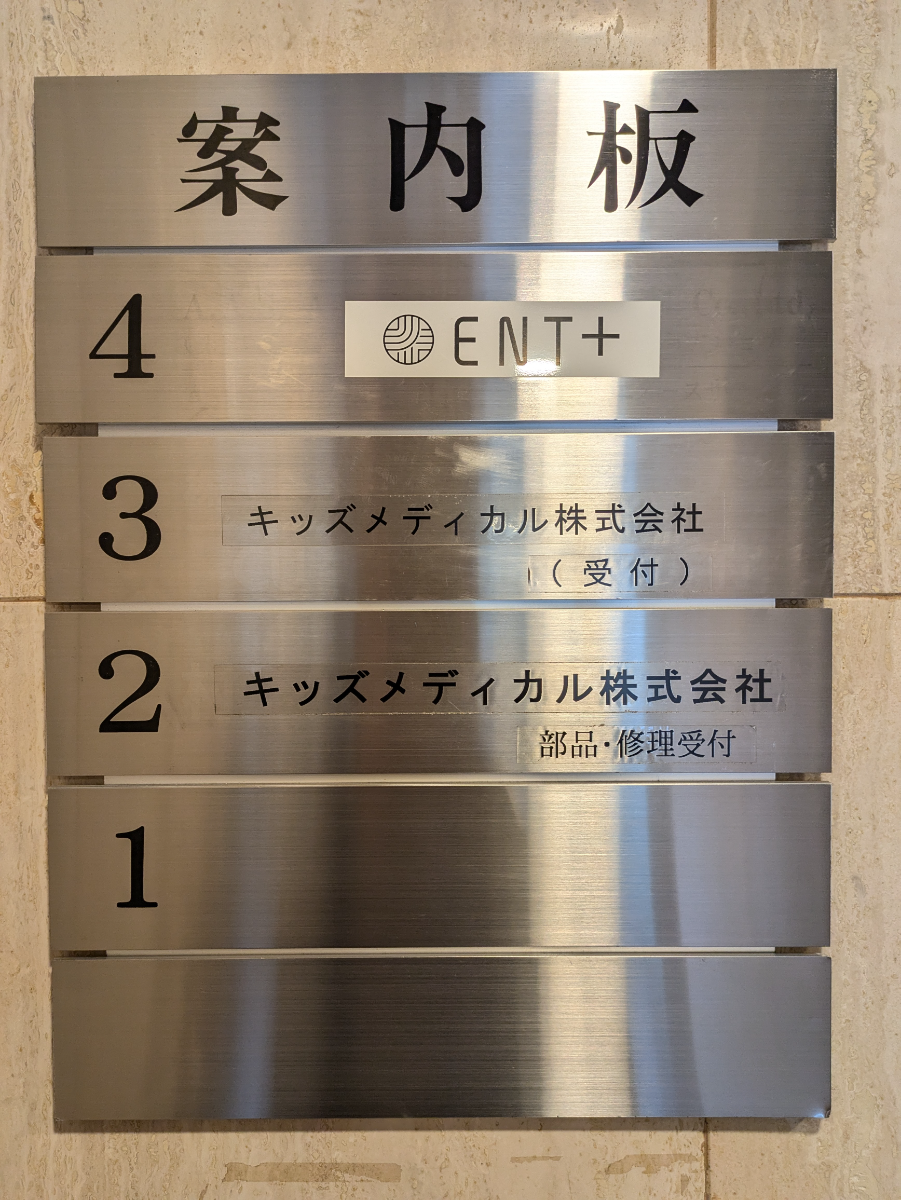 案内板
4 ENT+
3 キッズメディカル株式会社
(受付)
2 キッズメディカル株式会社
部品・修理受付
1